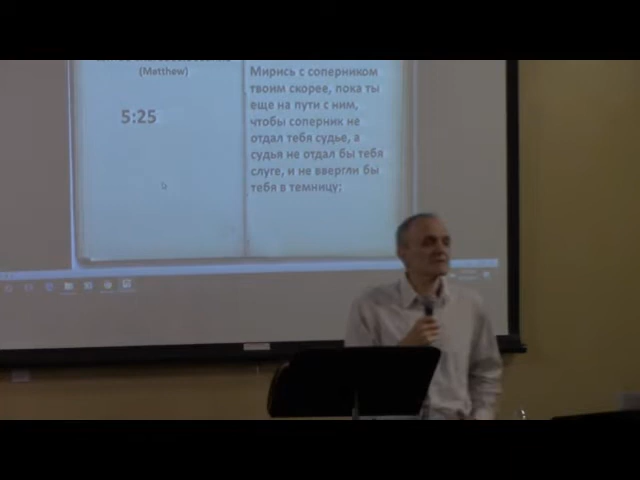 (Matthew)
5:25
Мирись с соперником
твоим скорее, пока ты
еще на пути с ним,
чтобы соперник не
отдал тебя судье, а
судья не отдал бы тебя
слуге, и не ввергли бы
тебя в темницу;